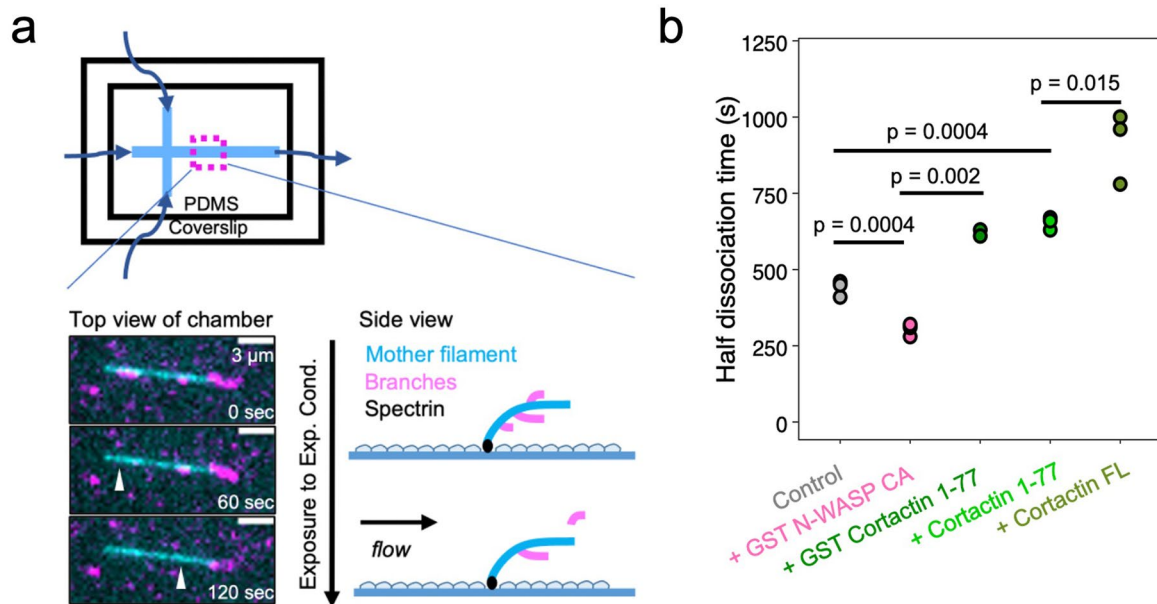 a
PDMS
Coverslip
Top view of chamber
3 μm
0 sec
60 sec
120 sec
Exposure to Exp. Cond.
Side view
Mother filament
Branches
Spectrin
flow
b
Half dissociation time (s)
1250
1000
750
500
250
0
p = 0.015
p = 0.0004
p = 0.002
p = 0.0004
Control
+ GST N-WASP CA
+ GST Cortactin 1-77
+ Cortactin 1-77
+ Cortactin FL